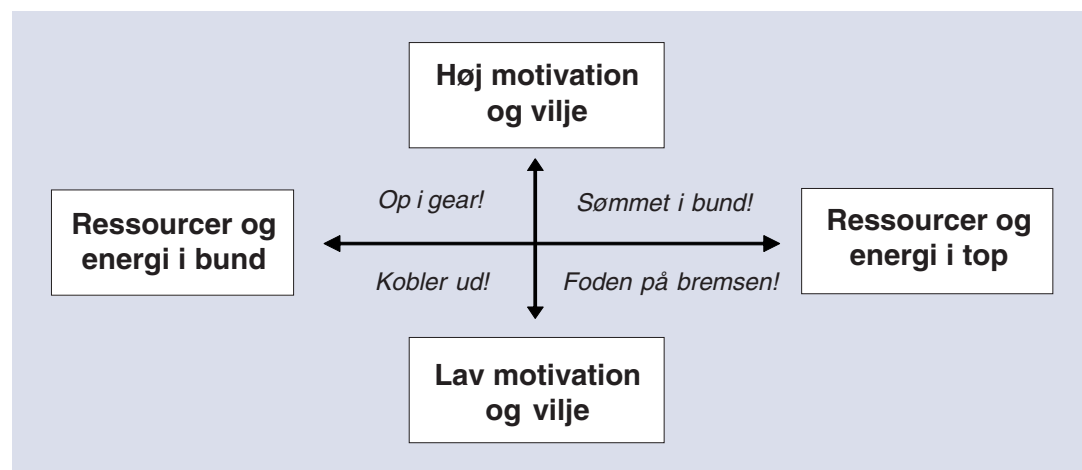 Høj motivation
og vilje
Op i gear!
Sømmet i bund!
Ressourcer og
energi i bund
Ressourcer og
energi i top
Kobler ud!
Foden på bremsen!
Lav motivation
og vilje